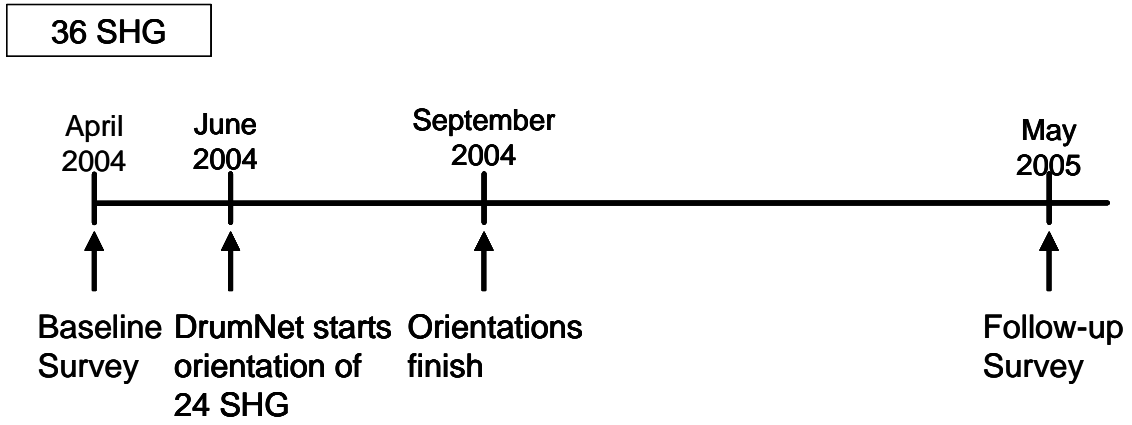 36 SHG
April
2004
June
2004
September
2004
May
2005
Baseline
Survey
DrumNet starts
orientation of
24 SHG
Orientations
finish
Follow-up
Survey